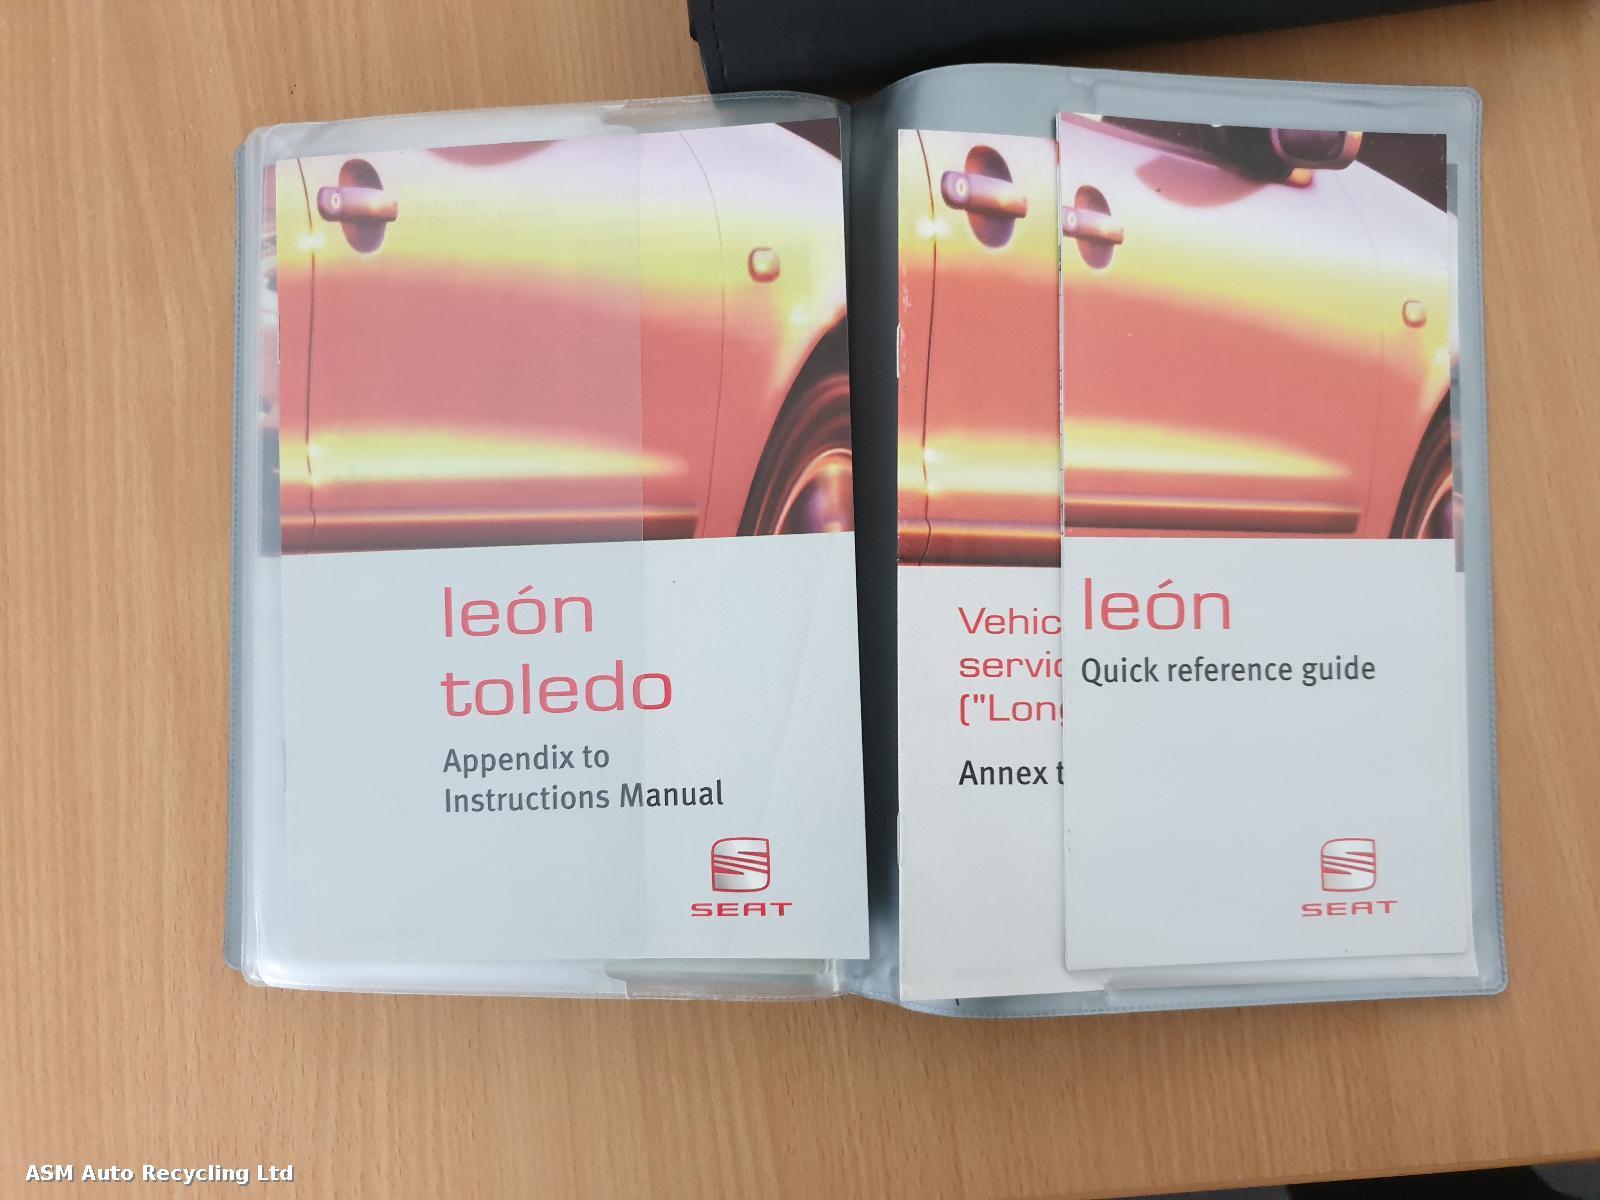 león
toledo
Appendix to
Instructions Manual
SEAT
Vehic
servic
("Long
Annex t
león
Quick reference guide
SEAT
ASM Auto Recycling Ltd